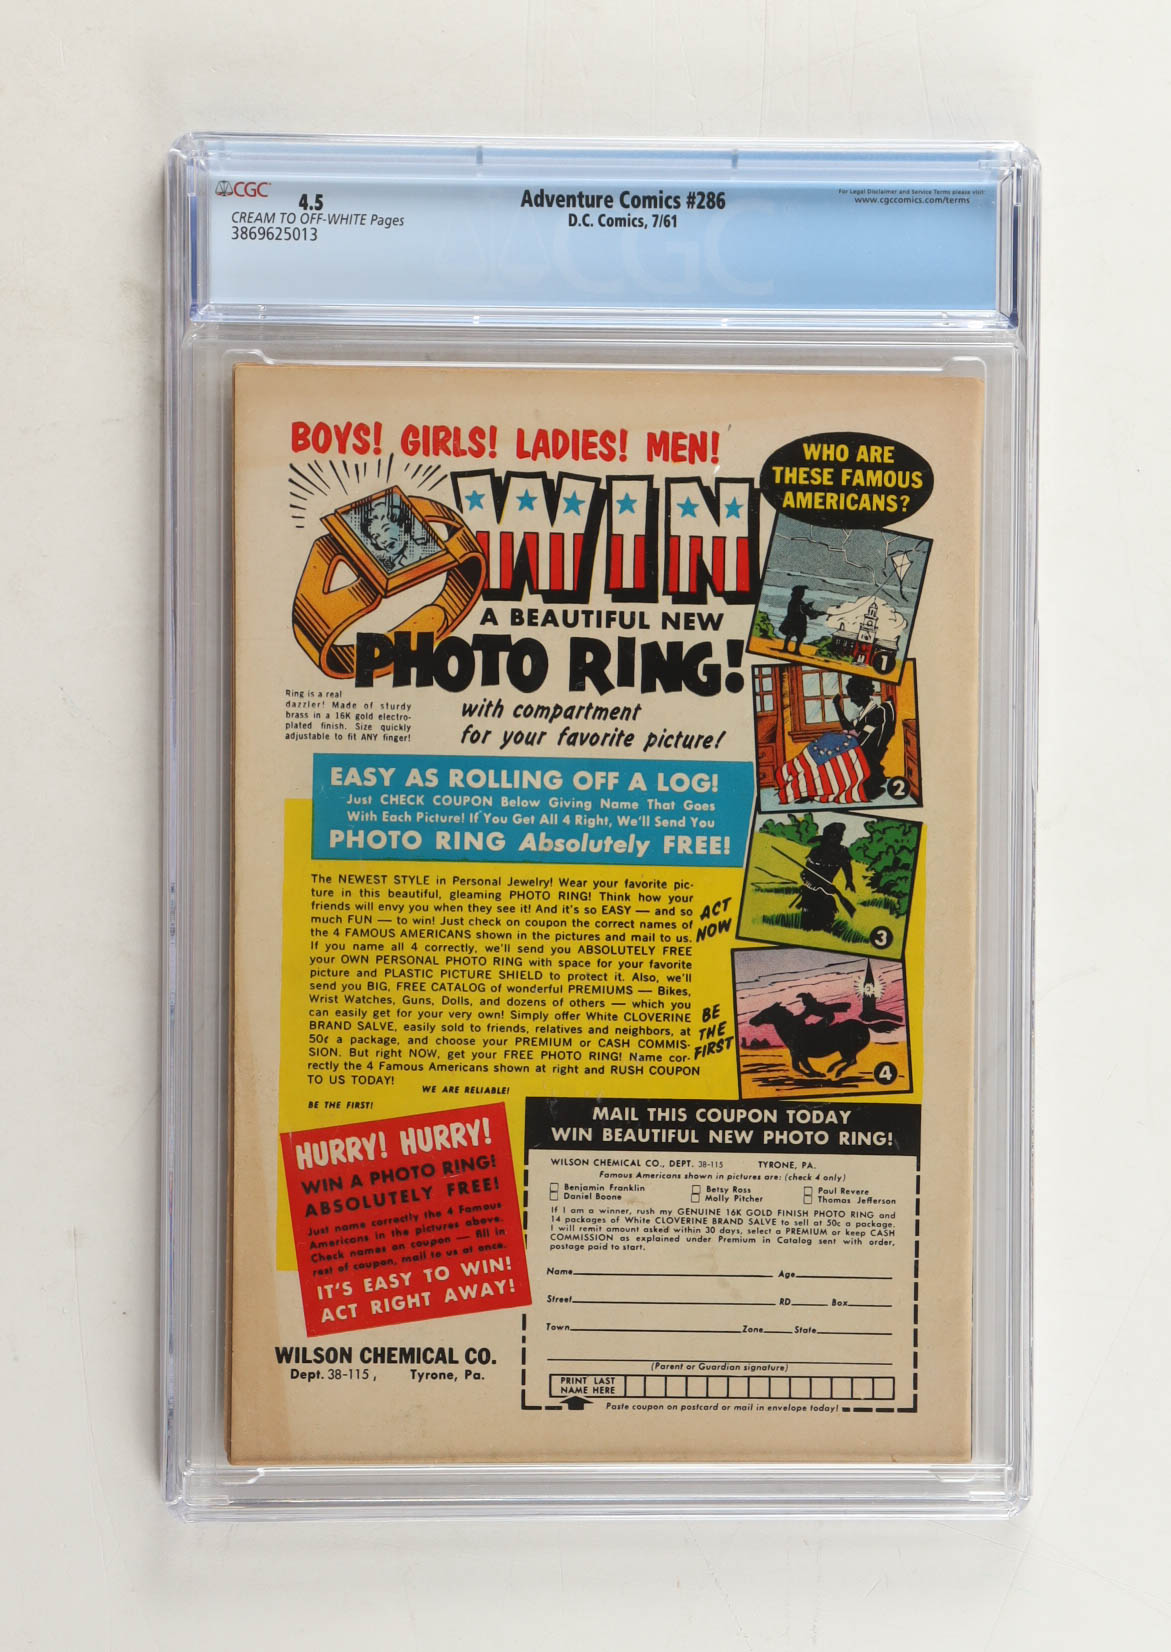 CGC
4.5
CREAM TO OFF-WHITE Pages
3869625013
Adventure Comics #286
D.C. Comics, 7/61
For Legal Disclaimer and Service Terms please visit:
www.cgccomics.com/terms
CGC
BOYS! GIRLS! LADIES! MEN!
WIN
A BEAUTIFUL NEW
PHOTO RING!
with compartment
for your favorite picture!
Ring is a real
dazzler! Made of sturdy
brass in a 16K gold electro-
plated finish. Size quickly
adjustable to fit ANY finger!
WHO ARE
THESE FAMOUS
AMERICANS?
1
2
3
4
EASY AS ROLLING OFF A LOG!
Just CHECK COUPON Below Giving Name That Goes
With Each Picture! If You Get All 4 Right, We'll Send You
PHOTO RING Absolutely FREE!
The NEWEST STYLE in Personal Jewelry! Wear your favorite pic-
ture in this beautiful, gleaming PHOTO RING! Think how your
friends will envy you when they see it! And it's so EASY — and so
much FUN — to win! Just check on coupon the correct names of
the 4 FAMOUS AMERICANS shown in the pictures and mail to us.
If you name all 4 correctly, we'll send you ABSOLUTELY FREE
your OWN PERSONAL PHOTO RING with space for your favorite
picture and PLASTIC PICTURE SHIELD to protect it. Also, we'll
send you BIG, FREE CATALOG of wonderful PREMIUMS — Bikes,
Wrist Watches, Guns, Dolls, and dozens of others — which you
can easily get for your very own! Simply offer White CLOVERINE
BRAND SALVE, easily sold to friends, relatives and neighbors, at
50c a package, and choose your PREMIUM or CASH COMMIS-
SION. But right NOW, get your FREE PHOTO RING! Name cor-
rectly the 4 Famous Americans shown at right and RUSH COUPON
TO US TODAY!
WE ARE RELIABLE!
BE THE FIRST!
ACT
NOW
BE
THE
FIRST
HURRY! HURRY!
WIN A PHOTO RING!
ABSOLUTELY FREE!
Just name correctly the 4 Famous
Americans in the pictures above.
Check names on coupon — fill in
rest of coupon, mail to us at once.
IT'S EASY TO WIN!
ACT RIGHT AWAY!
WILSON CHEMICAL CO.
Dept. 38-115, Tyrone, Pa.
MAIL THIS COUPON TODAY
WIN BEAUTIFUL NEW PHOTO RING!
WILSON CHEMICAL CO., DEPT. 38-115 TYRONE, PA.
Famous Americans shown in pictures are: (check 4 only)
Benjamin Franklin Betsy Ross Paul Revere
Daniel Boone Molly Pitcher Thomas Jefferson
If I am a winner, rush my GENUINE 16K GOLD FINISH PHOTO RING and
14 packages of White CLOVERINE BRAND SALVE to sell at 50c a package.
I will remit amount asked within 30 days, select a PREMIUM or keep CASH
COMMISSION as explained under Premium in Catalog sent with order,
postage paid to start.
Name Age
Street RD Box
Town Zone State
(Parent or Guardian signature)
PRINT LAST
NAME HERE
Paste coupon on postcard or mail in envelope today!